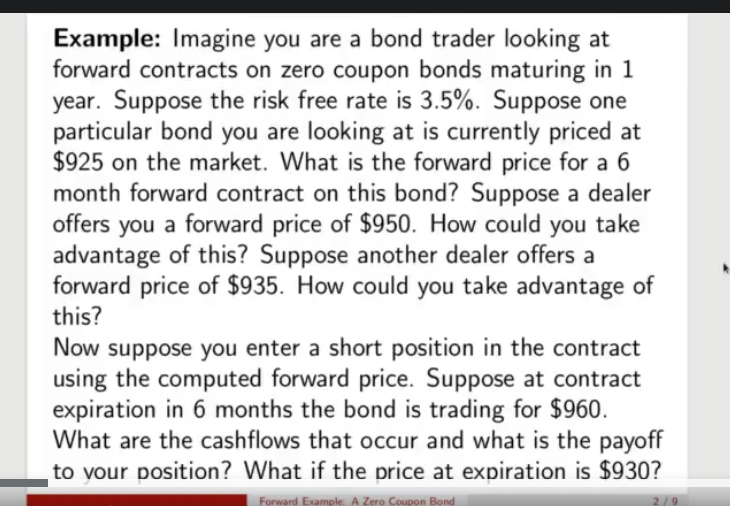 Example: Imagine you are a bond trader looking at
forward contracts on zero coupon bonds maturing in 1
year. Suppose the risk free rate is 3.5%. Suppose one
particular bond you are looking at is currently priced at
$925 on the market. What is the forward price for a 6
month forward contract on this bond? Suppose a dealer
offers you a forward price of $950. How could you take
advantage of this? Suppose another dealer offers a
forward price of $935. How could you take advantage of
this?
Now suppose you enter a short position in the contract
using the computed forward price. Suppose at contract
expiration in 6 months the bond is trading for $960.
What are the cashflows that occur and what is the payoff
to your position? What if the price at expiration is $930?
Forward Example: A Zero Coupon Bond
2 / 9